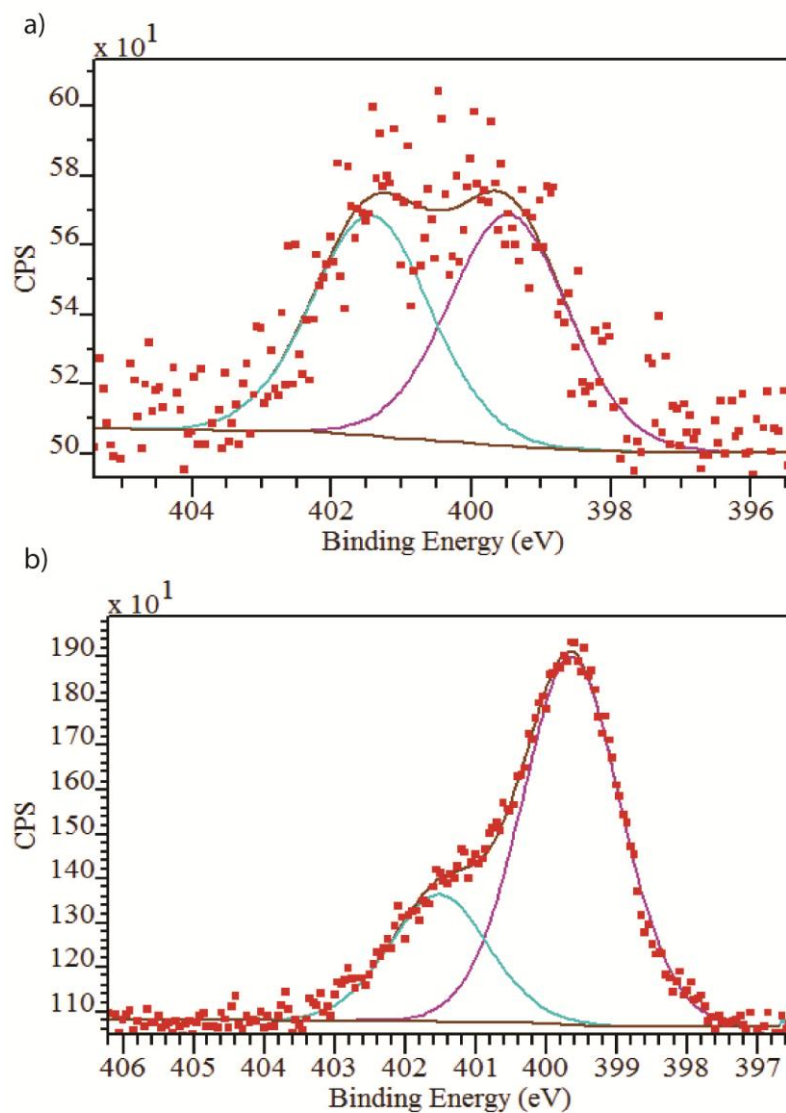 a)
x 10¹
60
58
56
54
52
50
CPS
404 402 400 398 396
Binding Energy (eV)
b)
x 10¹
190
180
170
160
150
140
130
120
110
CPS
406 405 404 403 402 401 400 399 398 397
Binding Energy (eV)